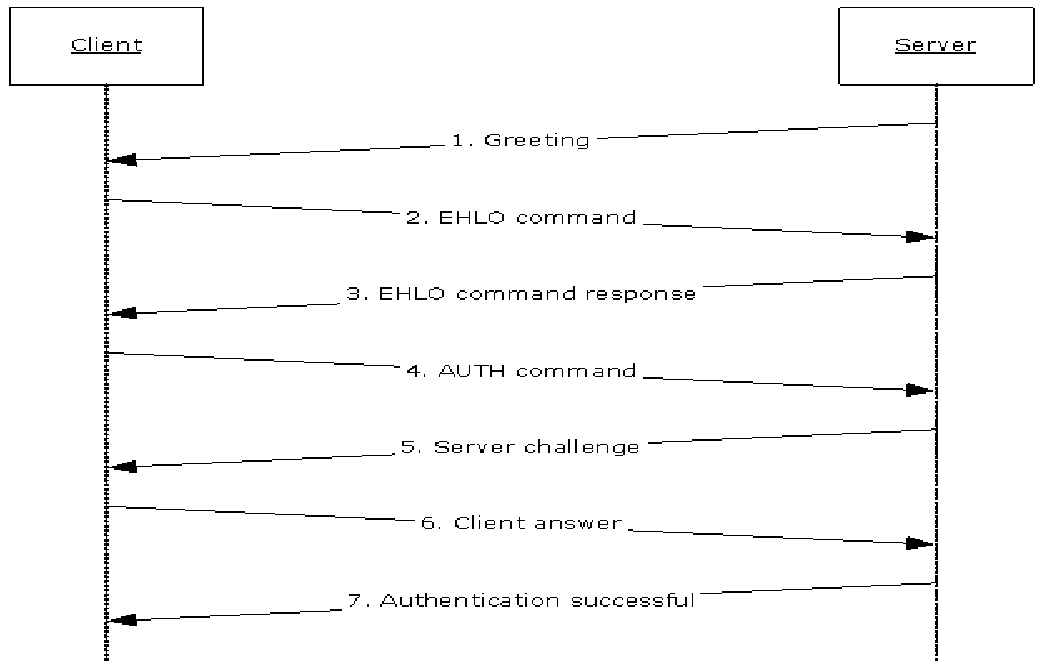 Client
Server
1. Greeting
2. EHLO command
3. EHLO command response
4. AUTH command
5. Server challenge
6. Client answer
7. Authentication successful